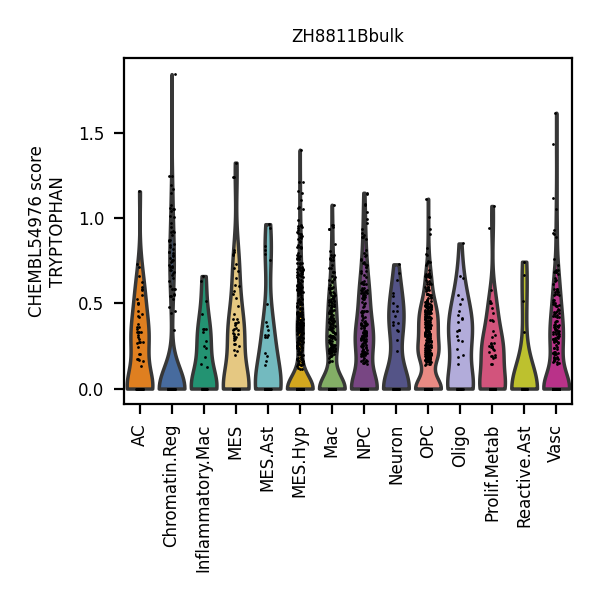 ZH8811Bbulk
CHEMBL54976 score
TRYPTOPHAN
1.5
1.0
0.5
0.0
AC
Chromatin.Reg
Inflammatory.Mac
MES
MES.Ast
MES.Hyp
Mac
NPC
Neuron
OPC
Oligo
Prolif.Metab
Reactive.Ast
Vasc